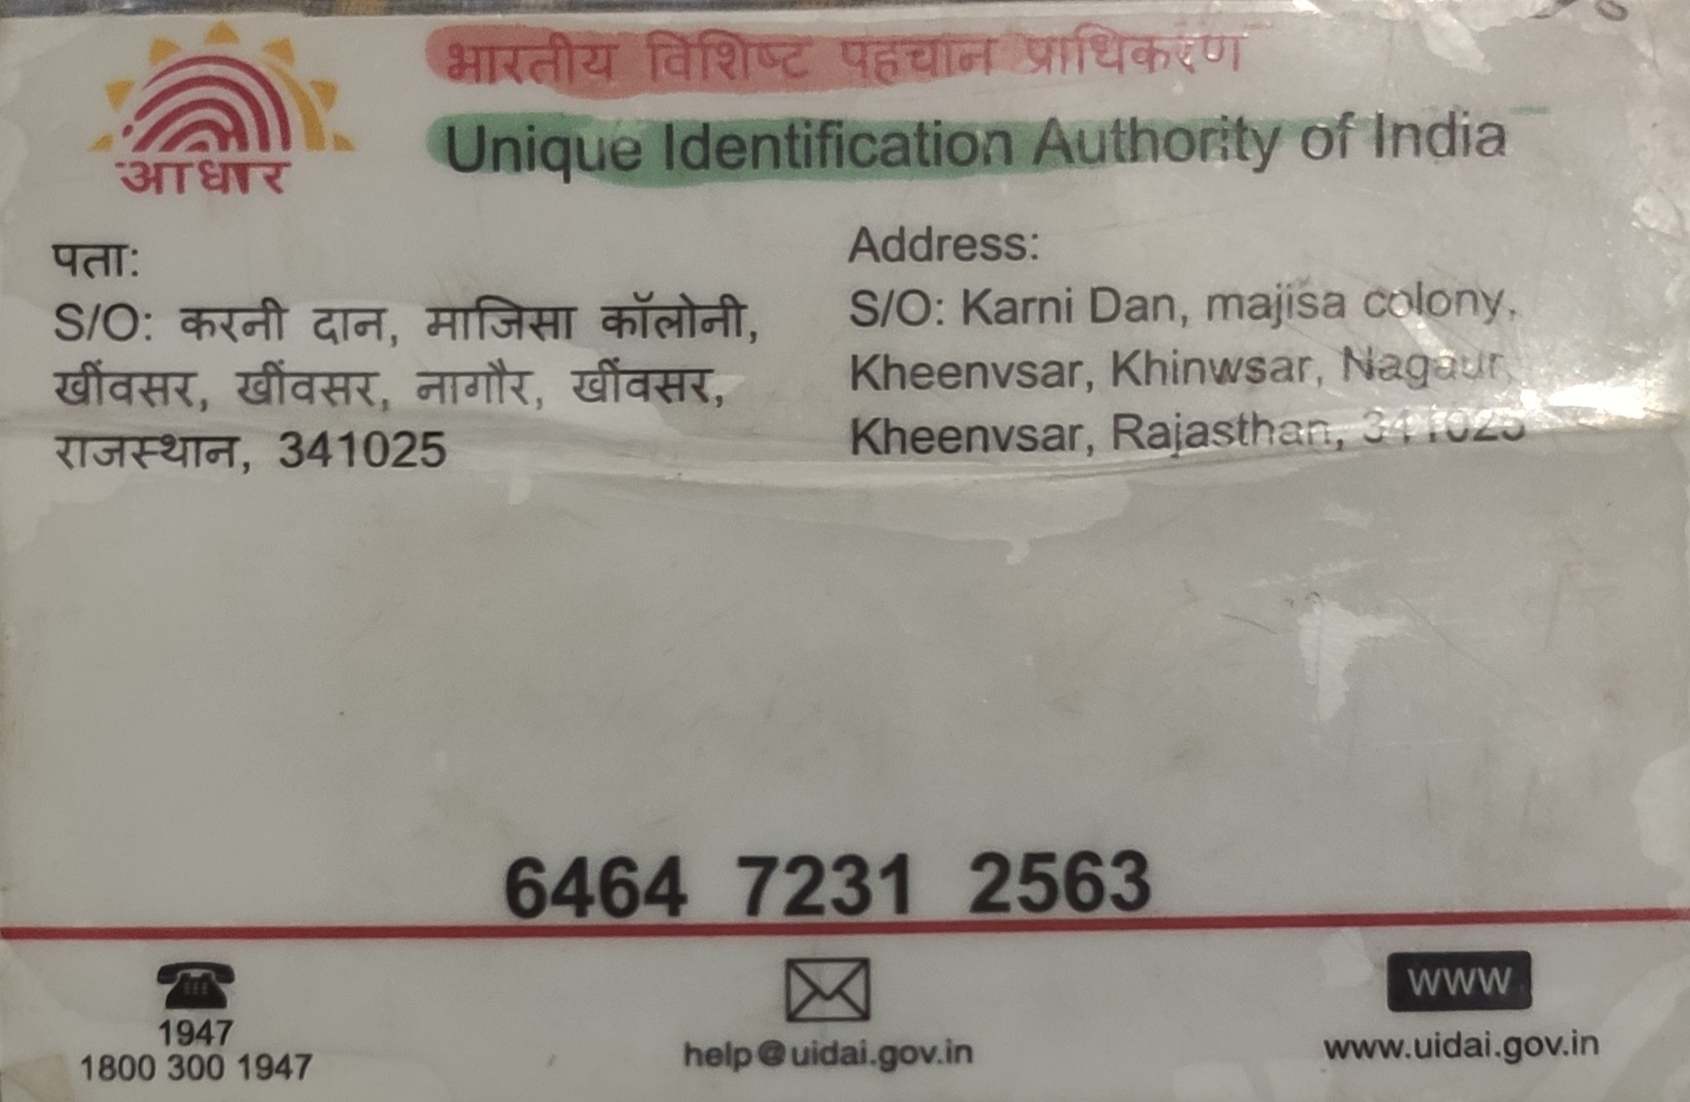 भारतीय विशिष्ट पहचान प्राधिकरण
Unique Identification Authority of India
आधार
पता:
S/O: करनी दान, माजिसा कॉलोनी,
खींवसर, खींवसर, नागौर, खींवसर,
राजस्थान, 341025
Address:
S/O: Karni Dan, majisa colony,
Kheenvsar, Khinwsar, Nagaur,
Kheenvsar, Rajasthan, 341025
6464 7231 2563
1947
1800 300 1947
help@uidai.gov.in
www
www.uidai.gov.in